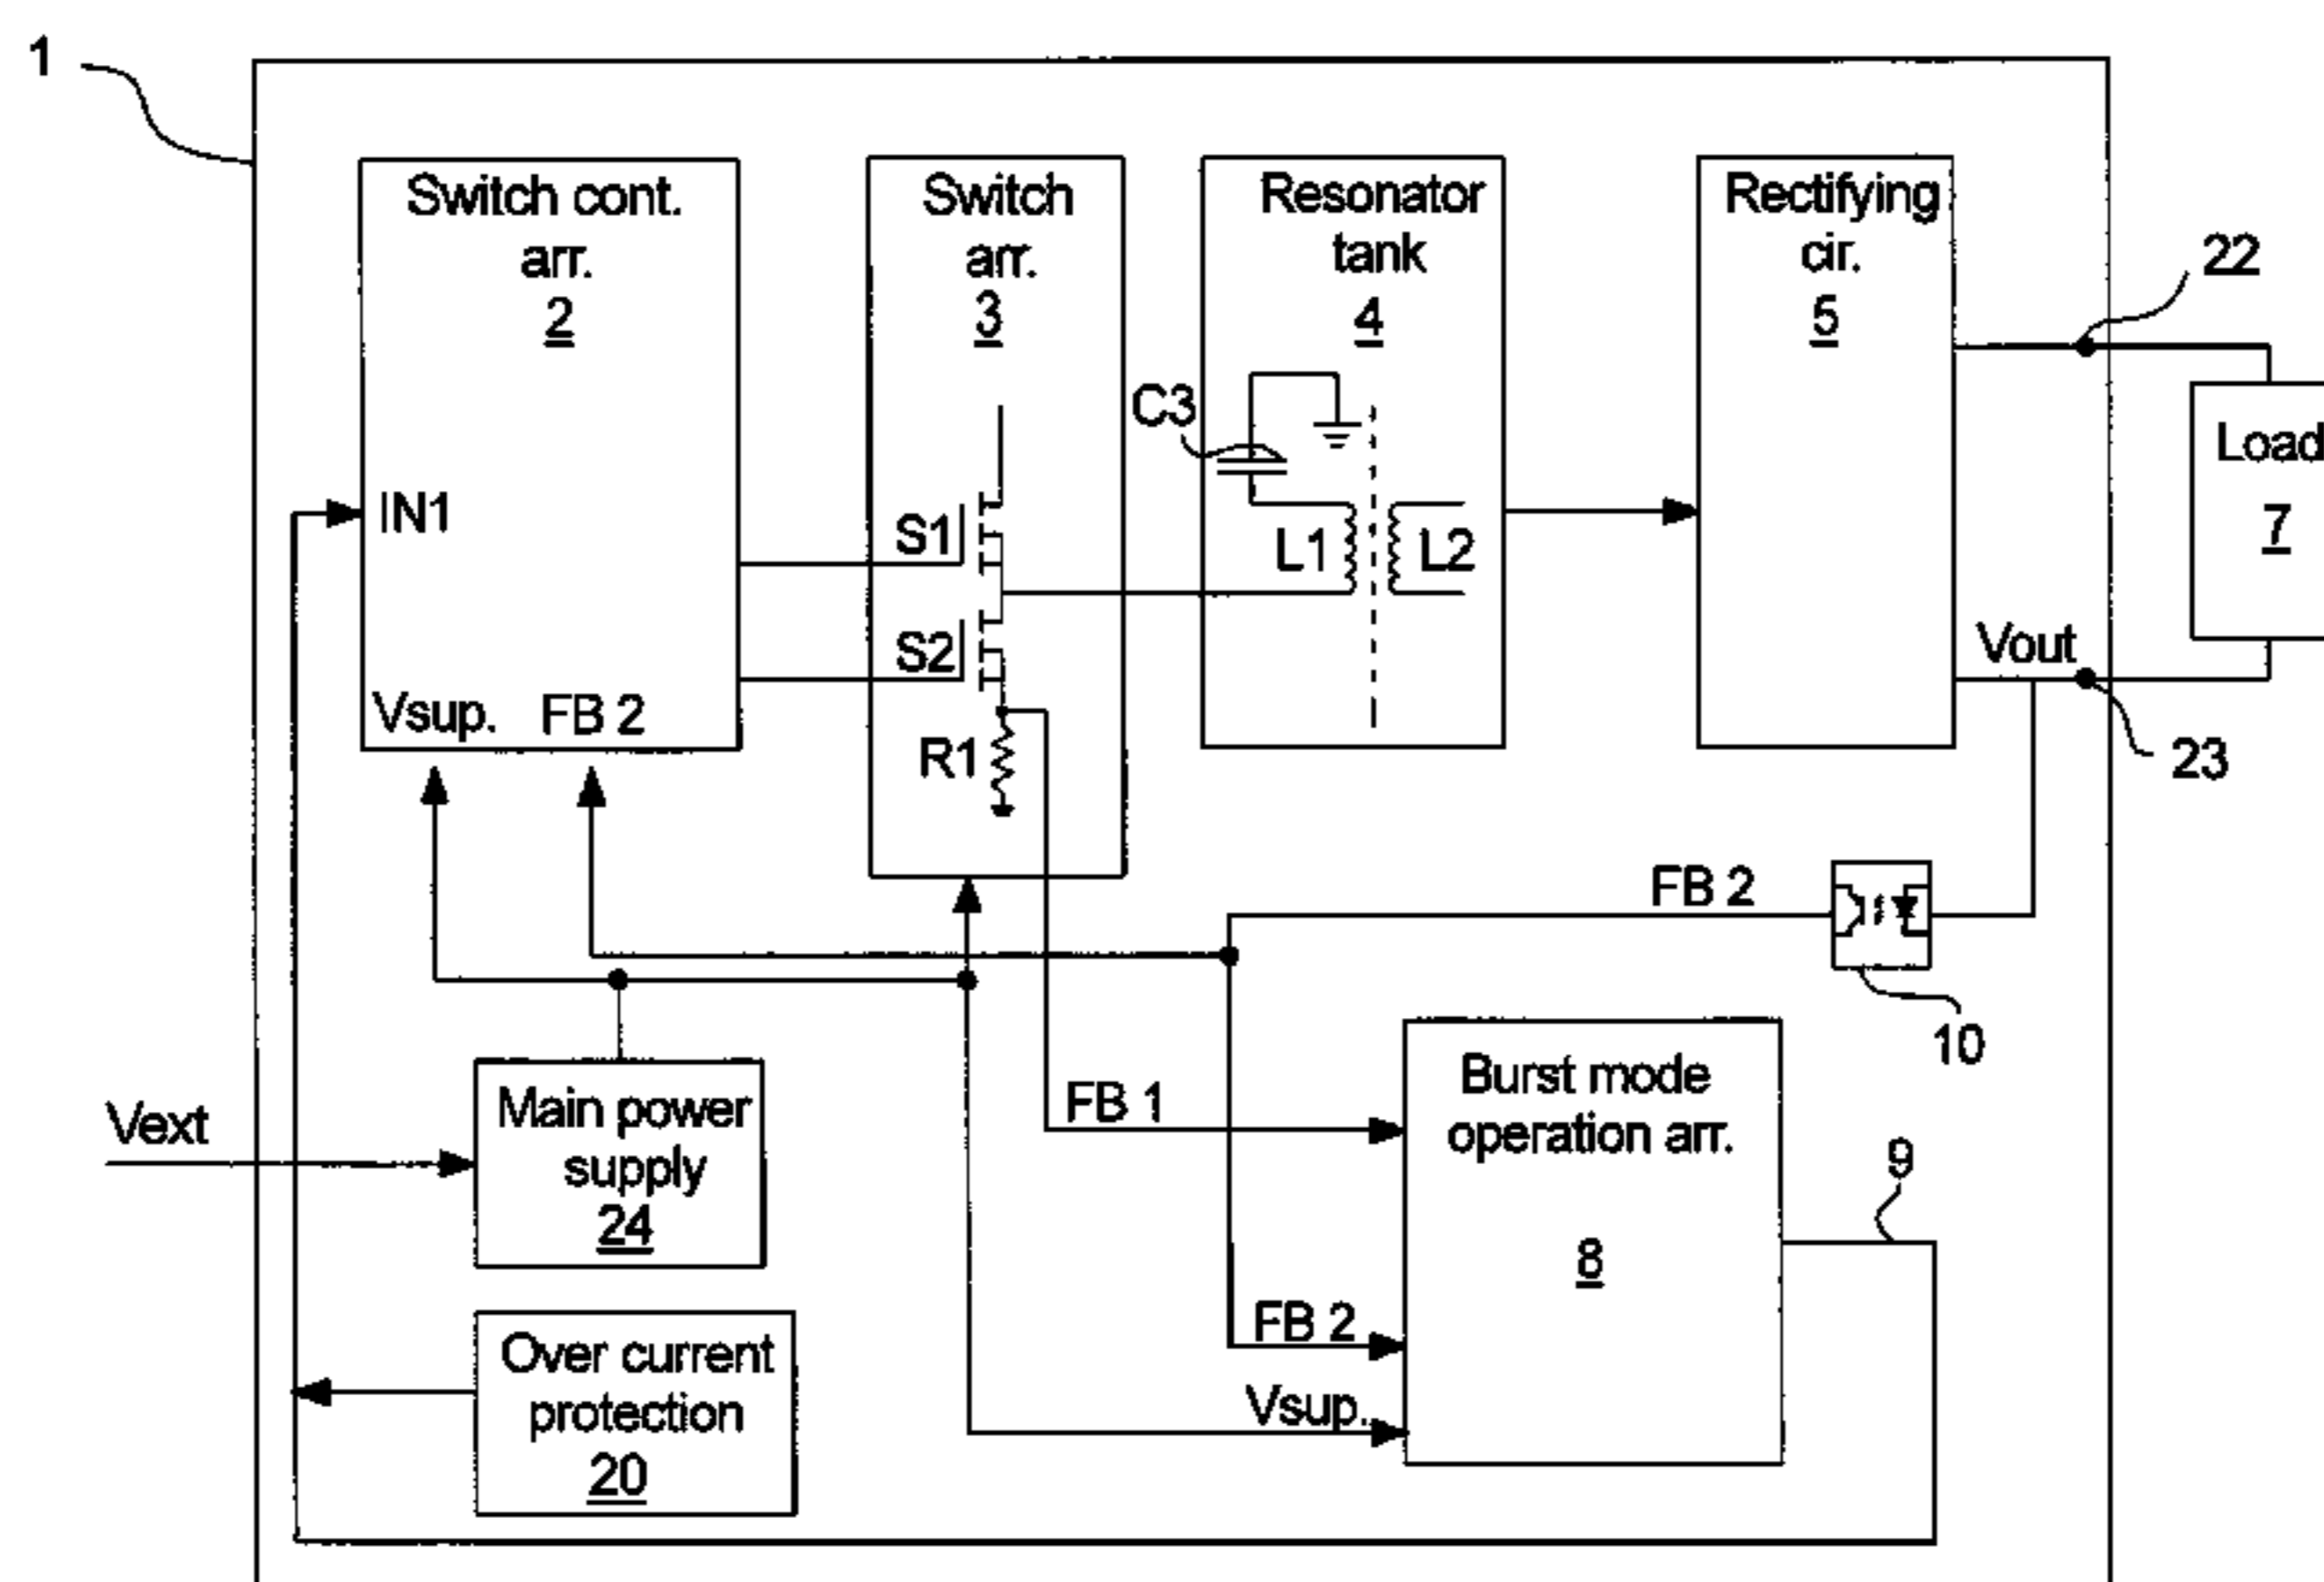 1
Switch cont.
arr.
2
Switch
arr.
3
Resonator
tank
4
Rectifying
cir.
5
22
C3
Load
7
IN1
S1
L1
L2
S2
Vout
Vsup.
FB 2
R1
23
FB 2
10
Main power
supply
24
Vext
FB 1
Burst mode
operation arr.
8
9
FB 2
Vsup.
Over current
protection
20